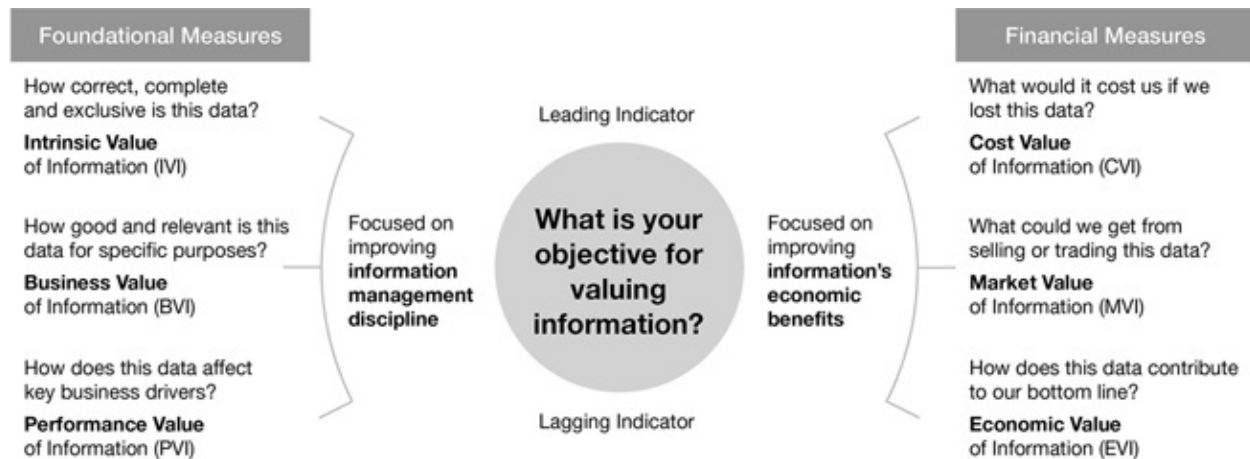 Foundational Measures
How correct, complete
and exclusive is this data?
Intrinsic Value
of Information (IVI)
How good and relevant is this
data for specific purposes?
Business Value
of Information (BVI)
How does this data affect
key business drivers?
Performance Value
of Information (PVI)
Focused on
improving
information
management
discipline
Leading Indicator
What is your
objective for
valuing
information?
Lagging Indicator
Focused on
improving
information's
economic
benefits
Financial Measures
What would it cost us if we
lost this data?
Cost Value
of Information (CVI)
What could we get from
selling or trading this data?
Market Value
of Information (MVI)
How does this data contribute
to our bottom line?
Economic Value
of Information (EVI)